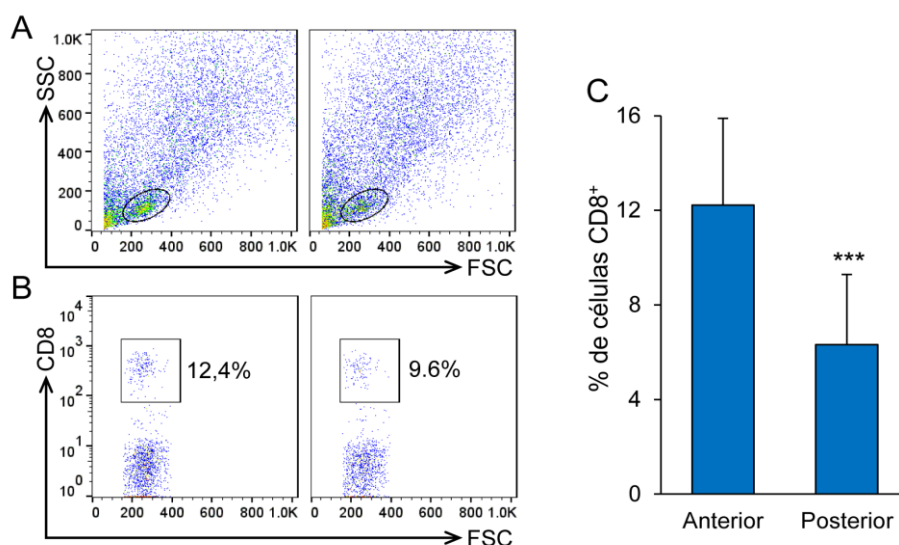 A
SSC
1.0K
800
600
400
200
0
0 200 400 600 800 1.0K
0 200 400 600 800 1.0K
FSC
B
CD8
10⁴
10³
10²
10¹
10⁰
12,4%
9.6%
0 200 400 600 800
0 200 400 600 800 1.0K
FSC
C
% de células CD8⁺
16
12
8
4
0
***
Anterior Posterior